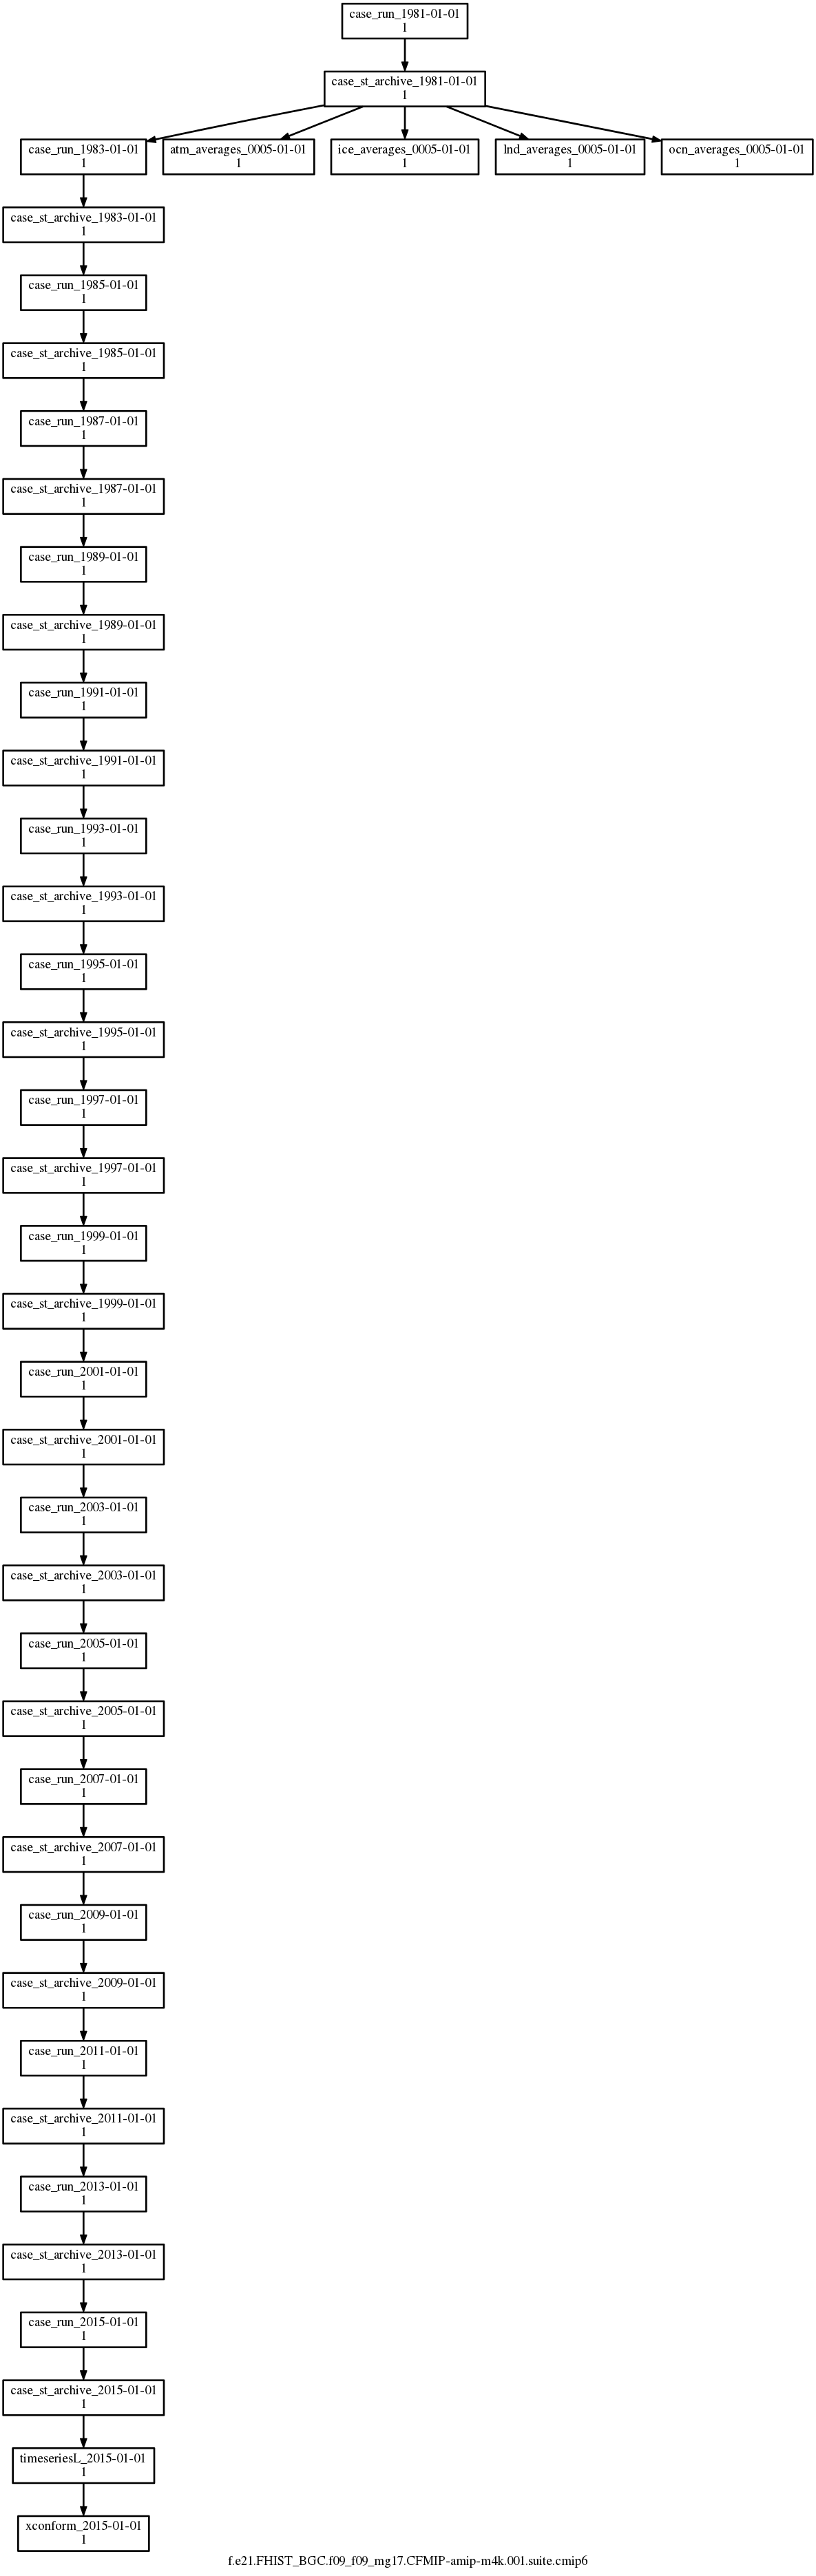 case_run_1981-01-01
1
case_st_archive_1981-01-01
1
case_run_1983-01-01
1
atm_averages_0005-01-01
1
ice_averages_0005-01-01
1
lnd_averages_0005-01-01
1
ocn_averages_0005-01-01
1
case_st_archive_1983-01-01
1
case_run_1985-01-01
1
case_st_archive_1985-01-01
1
case_run_1987-01-01
1
case_st_archive_1987-01-01
1
case_run_1989-01-01
1
case_st_archive_1989-01-01
1
case_run_1991-01-01
1
case_st_archive_1991-01-01
1
case_run_1993-01-01
1
case_st_archive_1993-01-01
1
case_run_1995-01-01
1
case_st_archive_1995-01-01
1
case_run_1997-01-01
1
case_st_archive_1997-01-01
1
case_run_1999-01-01
1
case_st_archive_1999-01-01
1
case_run_2001-01-01
1
case_st_archive_2001-01-01
1
case_run_2003-01-01
1
case_st_archive_2003-01-01
1
case_run_2005-01-01
1
case_st_archive_2005-01-01
1
case_run_2007-01-01
1
case_st_archive_2007-01-01
1
case_run_2009-01-01
1
case_st_archive_2009-01-01
1
case_run_2011-01-01
1
case_st_archive_2011-01-01
1
case_run_2013-01-01
1
case_st_archive_2013-01-01
1
case_run_2015-01-01
1
case_st_archive_2015-01-01
1
timeseriesL_2015-01-01
1
xconform_2015-01-01
1
f.e21.FHIST_BGC.f09_f09_mg17.CFMIP-amip-m4k.001.suite.cmip6